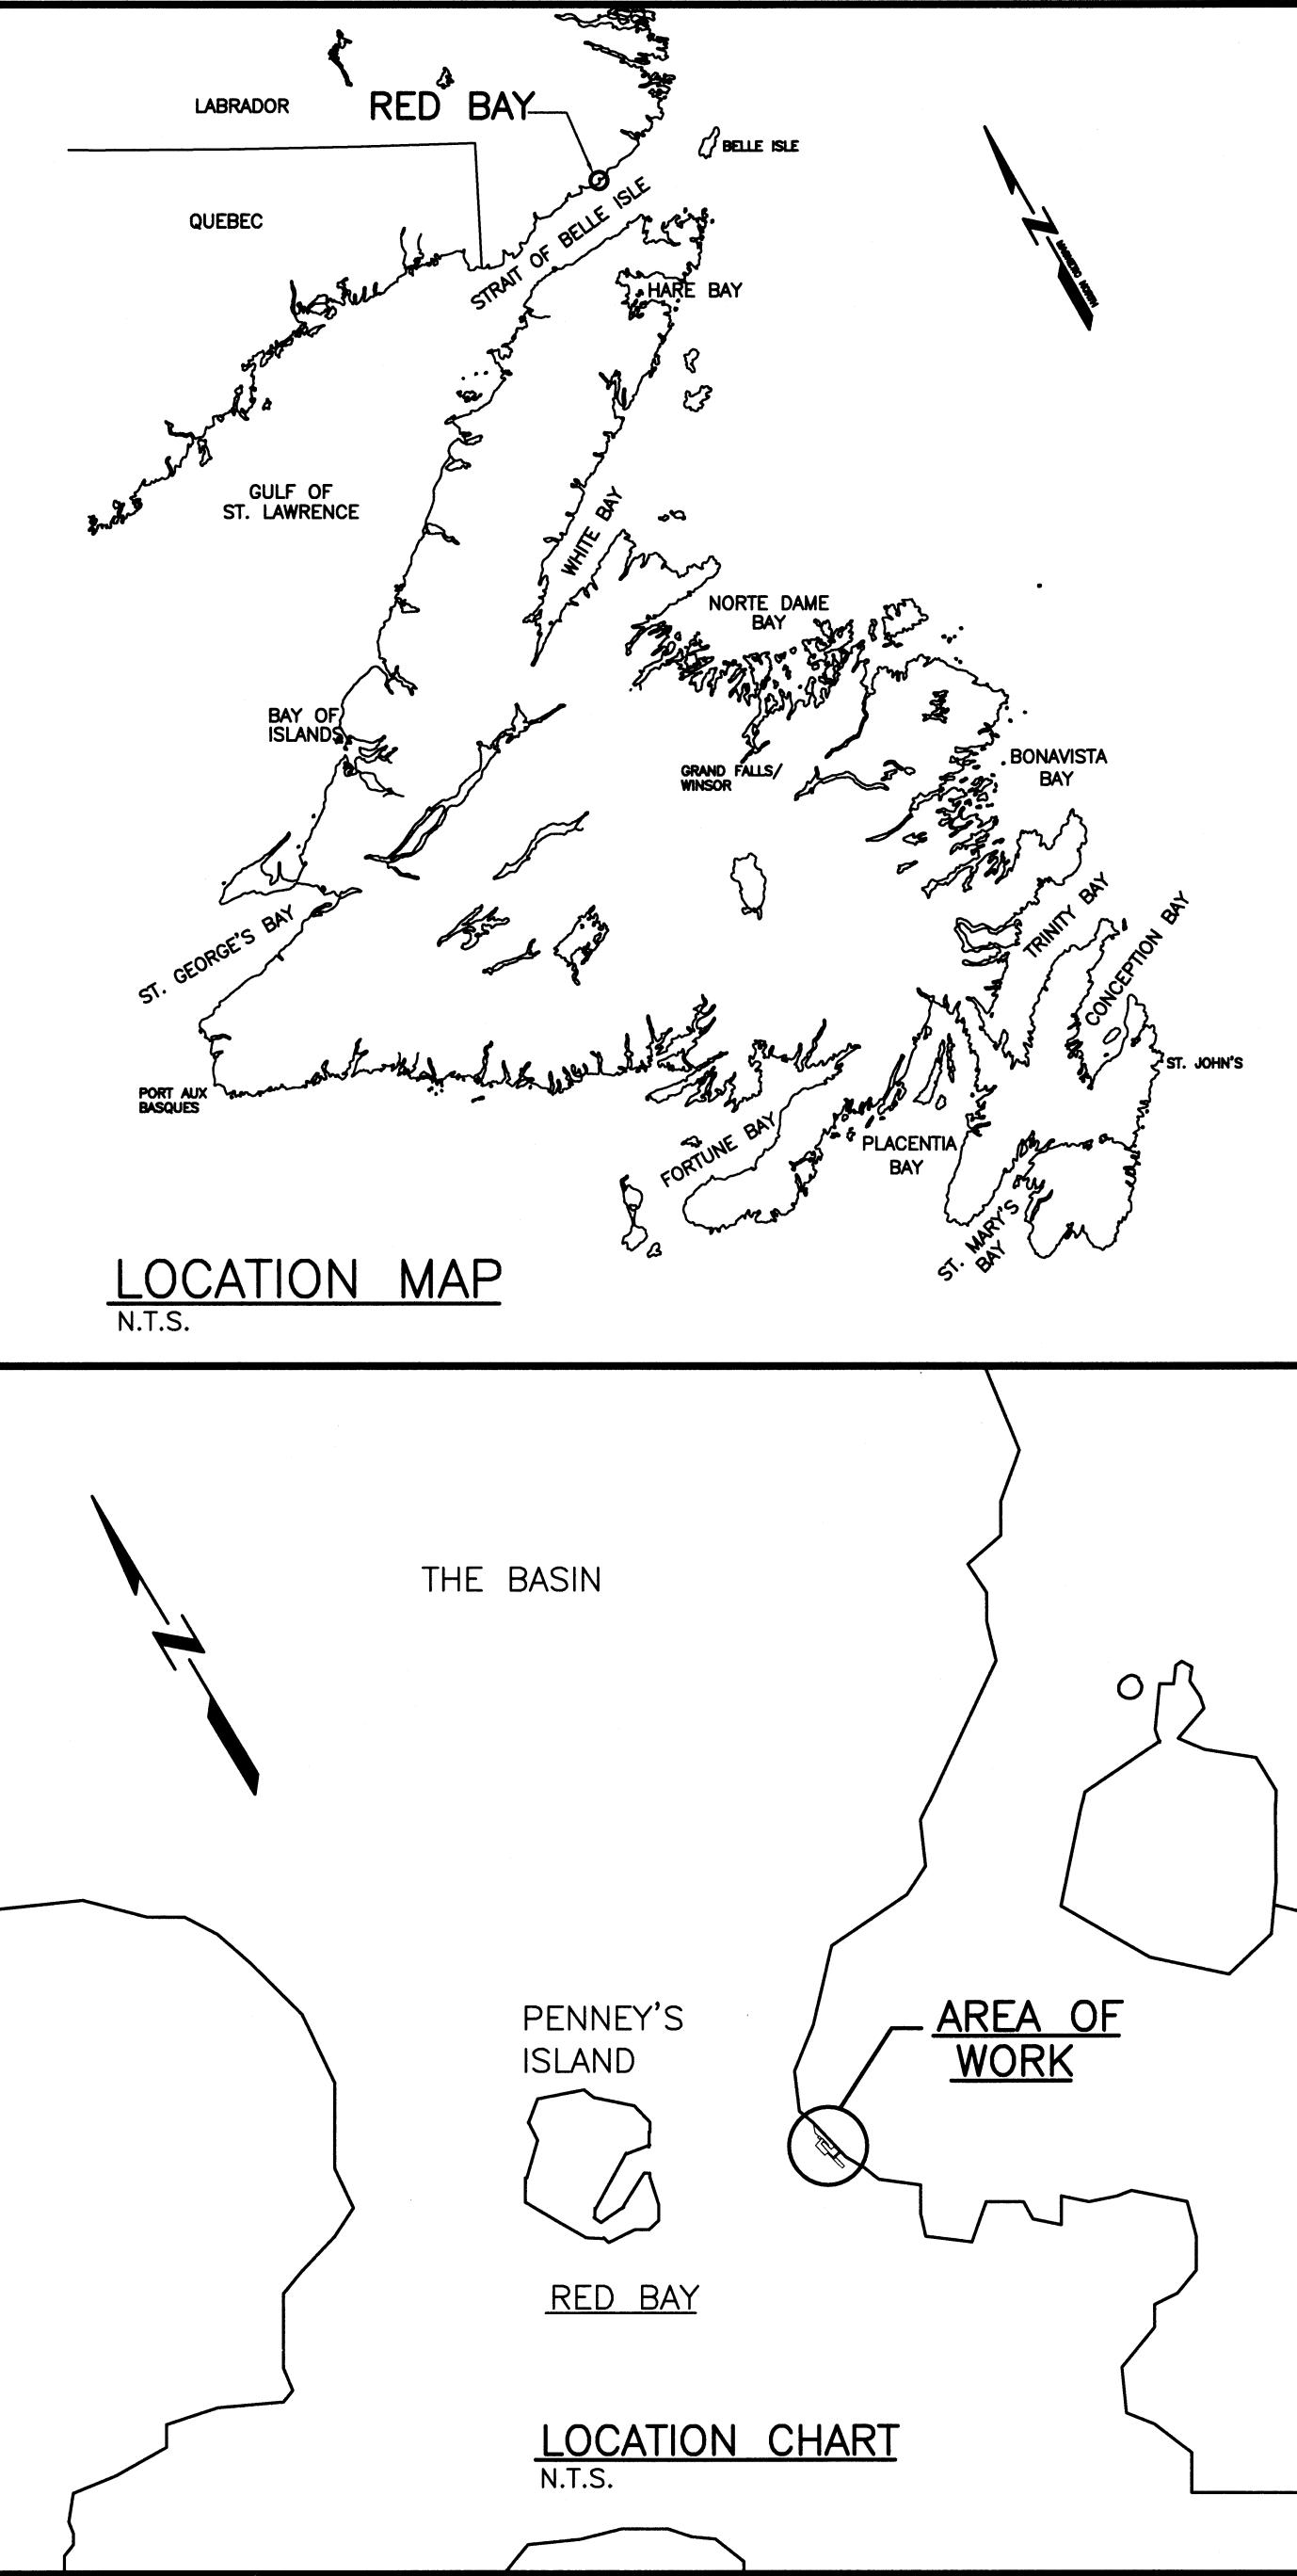 LABRADOR
RED BAY
BELLE ISLE
QUEBEC
STRAIT OF BELLE ISLE
HARE BAY
GULF OF
ST. LAWRENCE
WHITE BAY
NORTE DAME
BAY
BAY OF
ISLANDS
GRAND FALLS/
WINSOR
BONAVISTA
BAY
TRINITY BAY
CONCEPTION BAY
ST. GEORGE'S BAY
ST. JOHN'S
PORT AUX
BASQUES
FORTUNE BAY
PLACENTIA
BAY
ST. MARY'S
BAY
LOCATION MAP
N.T.S.
THE BASIN
N
PENNEY'S
ISLAND
AREA OF
WORK
RED BAY
LOCATION CHART
N.T.S.